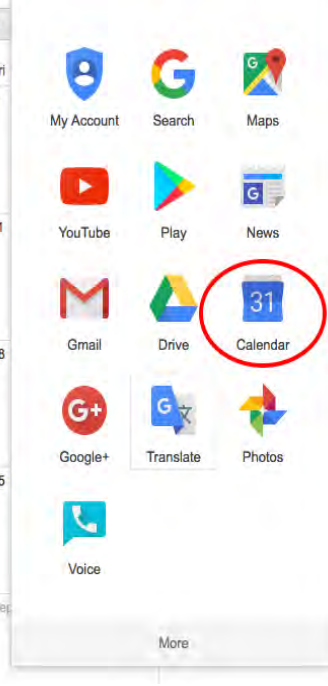 My Account Search Maps
YouTube Play News
31
Gmail Drive Calendar
G+
Google+ Translate Photos
Voice
More